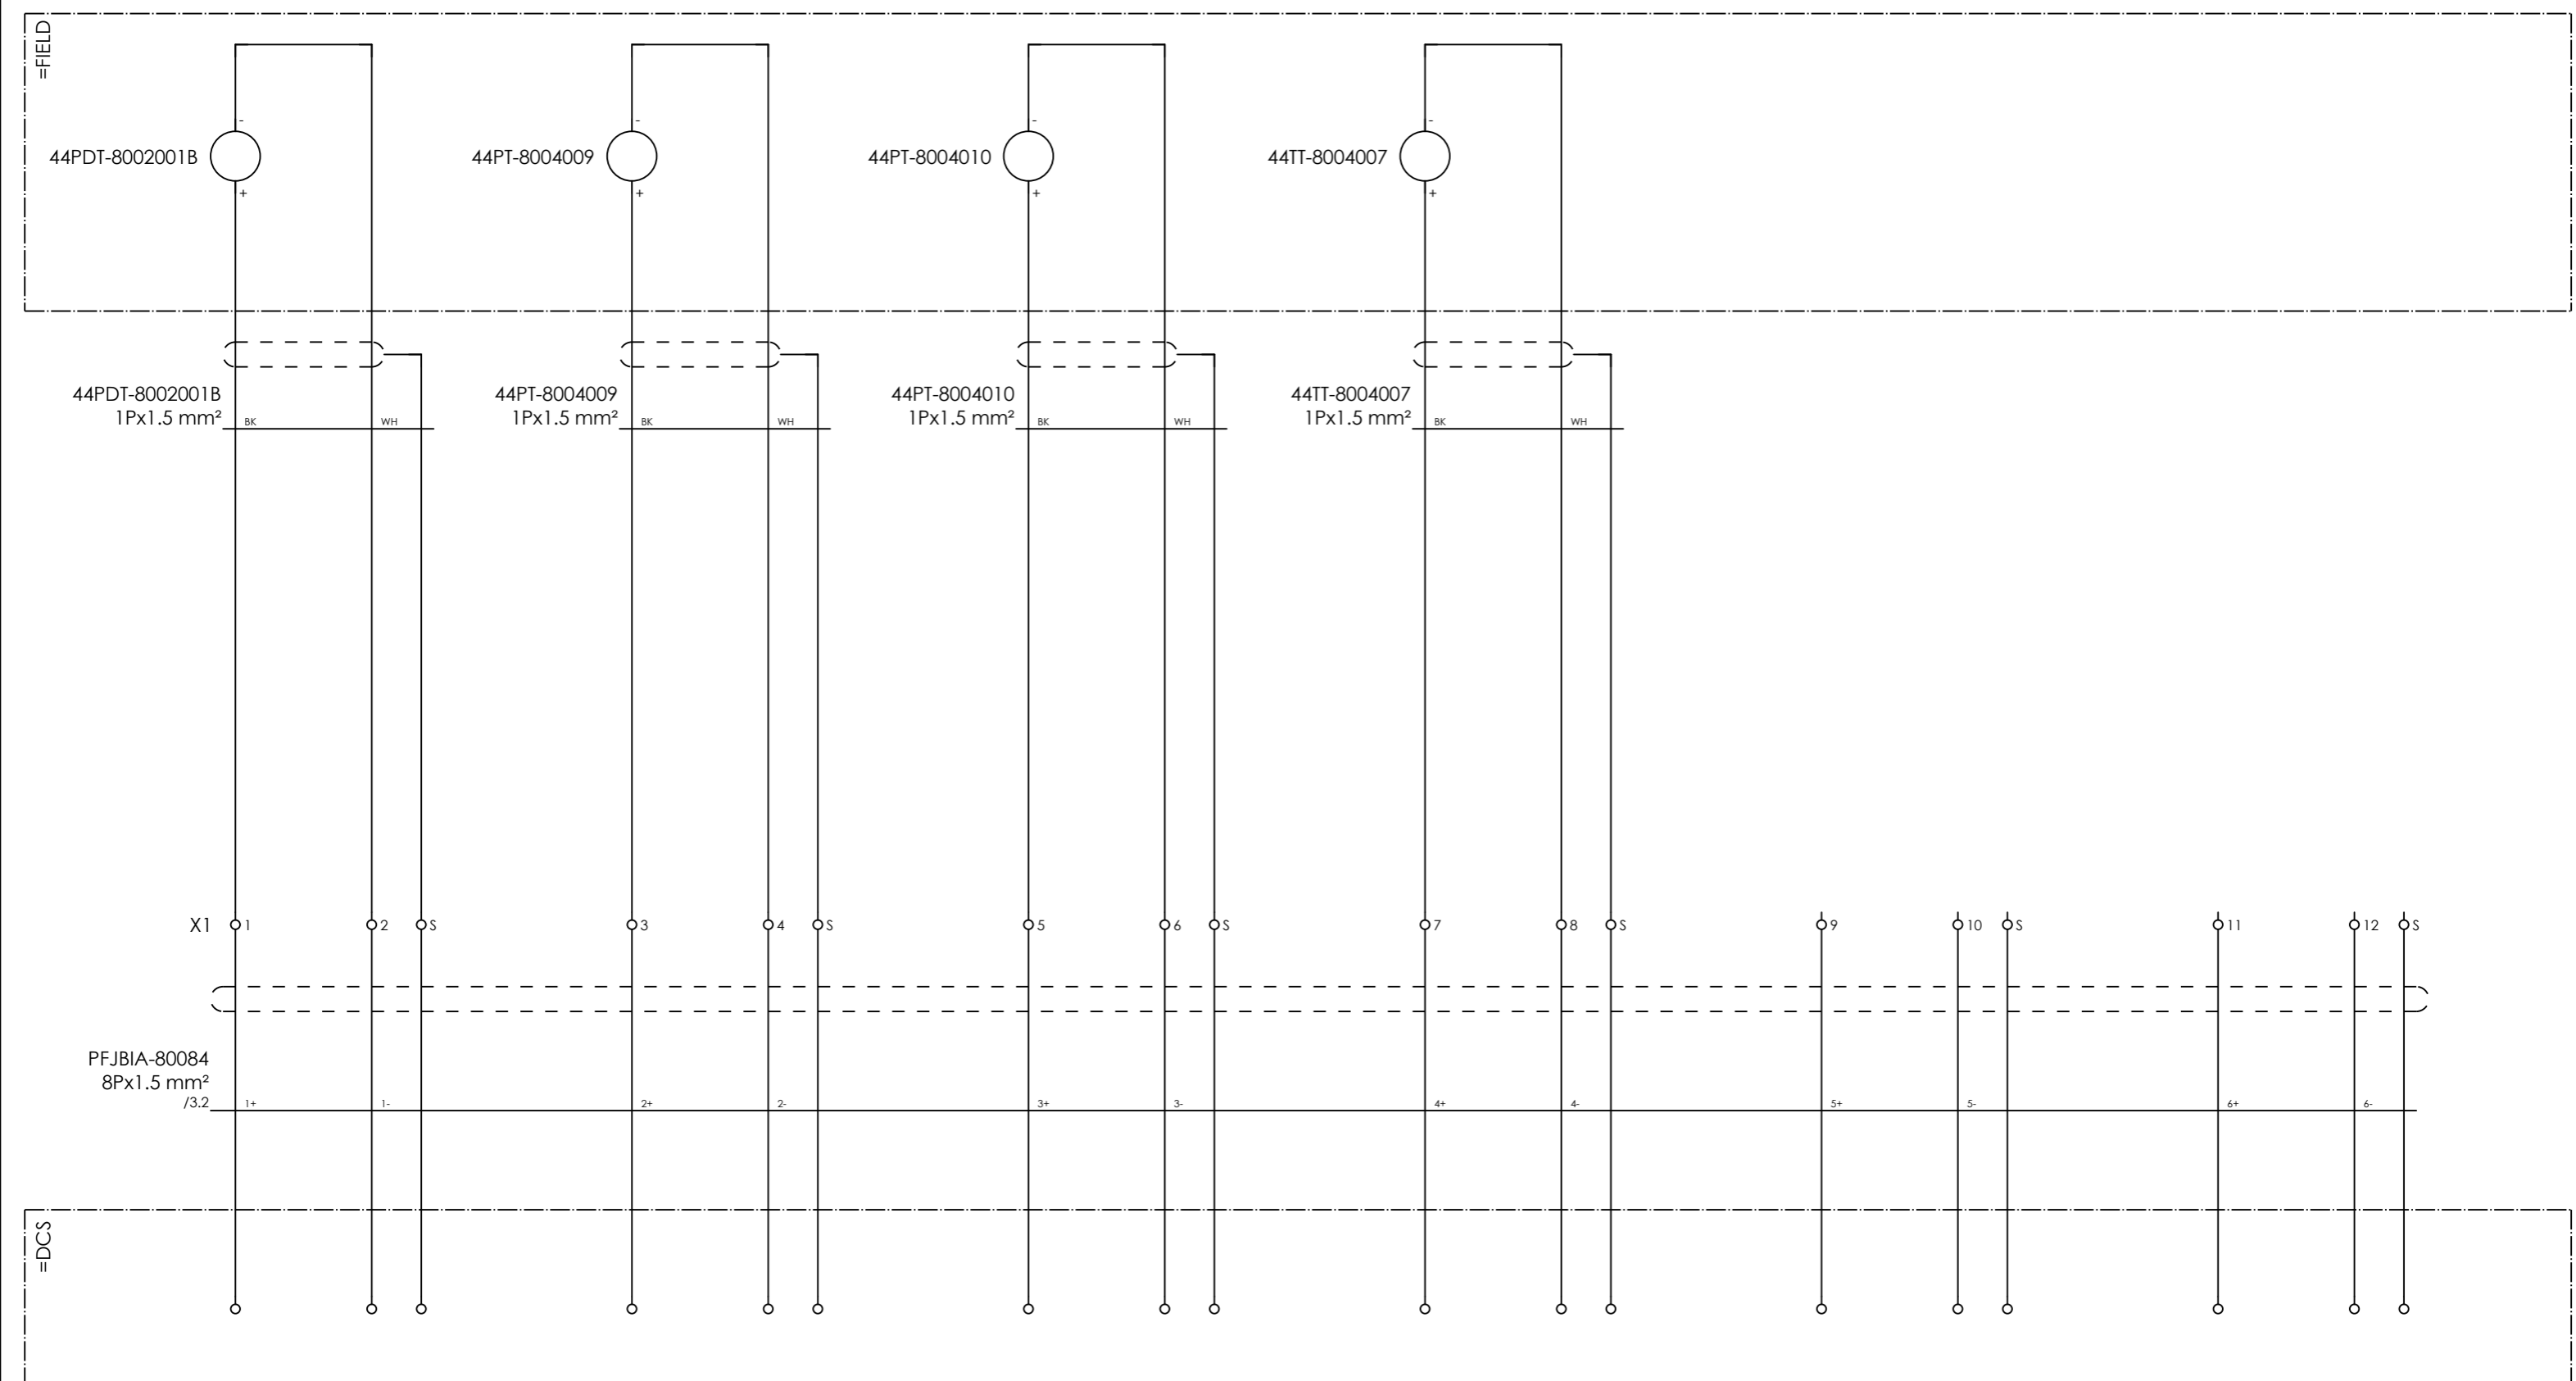 =FIELD
- - - -
44PDT-8002001B 44PT-8004009 44PT-8004010 44TT-8004007
+ + + +
44PDT-8002001B 44PT-8004009 44PT-8004010 44TT-8004007
1Px1.5 mm² BK WH 1Px1.5 mm² BK WH 1Px1.5 mm² BK WH 1Px1.5 mm² BK WH
X1 1 2 S 3 4 S 5 6 S 7 8 S 9 10 S 11 12 S
PFJBIA-80084
8Px1.5 mm²
/3.2 1+ 1- 2+ 2- 3+ 3- 4+ 4- 5+ 5- 6+ 6-
=DCS